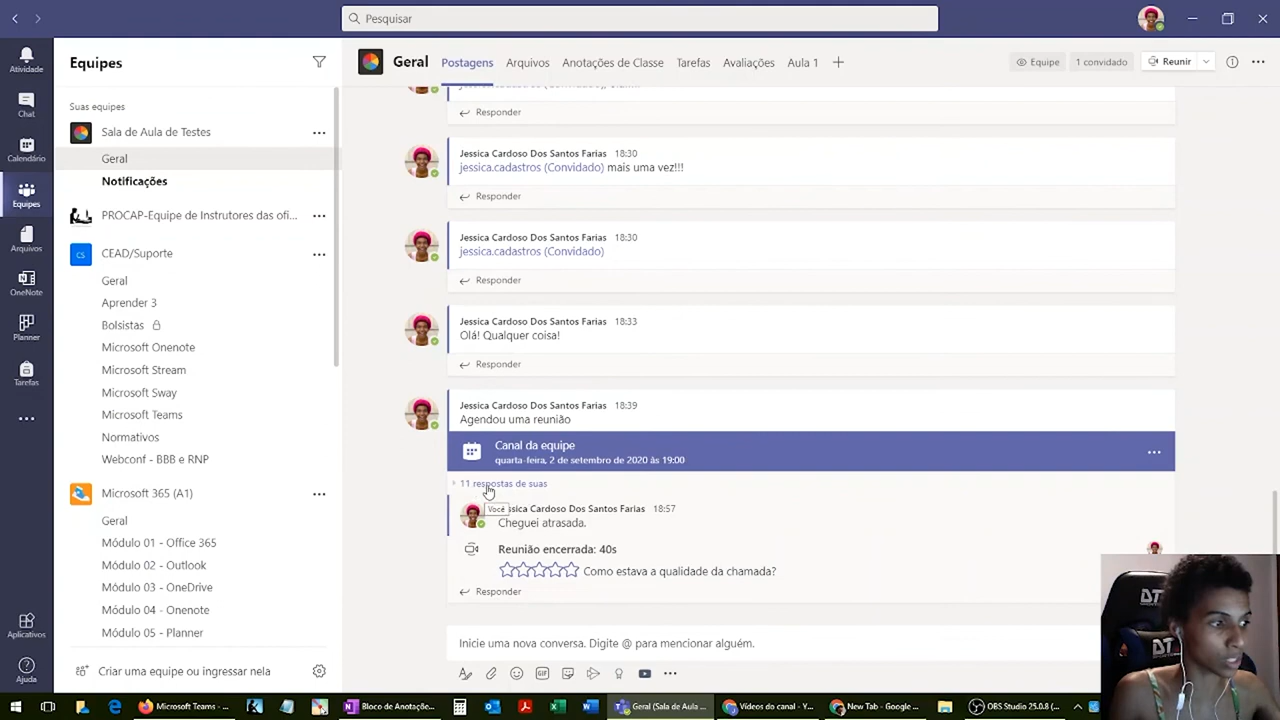 Pesquisar
Atividade
Chat
Calendário
Equipes
Arquivos
OneNote
Planner
Tarefas
Aplicativos
Ajuda
Equipes
Suas equipes
Sala de Aula de Testes
Geral
Notificações
PROCAP-Equipe de Instrutores das ofi...
CS
CEAD/Suporte
Geral
Aprender 3
Bolsistas
Microsoft Onenote
Microsoft Stream
Microsoft Sway
Microsoft Teams
Normativos
Webconf - BBB e RNP
Microsoft 365 (A1)
Geral
Módulo 01 - Office 365
Módulo 02 - Outlook
Módulo 03 - OneDrive
Módulo 04 - Onenote
Módulo 05 - Planner
Criar uma equipe ou ingressar nela
Geral Postagens Arquivos Anotações de Classe Tarefas Avaliações Aula 1
Equipe 1 convidado Reunir
Responder
Jessica Cardoso Dos Santos Farias 18:30
jessica.cadastros (Convidado) mais uma vez!!!
Responder
Jessica Cardoso Dos Santos Farias 18:30
jessica.cadastros (Convidado)
Responder
Jessica Cardoso Dos Santos Farias 18:33
Olá! Qualquer coisa!
Responder
Jessica Cardoso Dos Santos Farias 18:39
Agendou uma reunião
Canal da equipe
quarta-feira, 2 de setembro de 2020 às 19:00
11 respostas de suas
Você
ssica Cardoso Dos Santos Farias 18:57
Cheguei atrasada.
Reunião encerrada: 40s
Como estava a qualidade da chamada?
Responder
Inicie uma nova conversa. Digite @ para mencionar alguém.
GIF
DT
Microsoft Teams - ...
Bloco de Anotaçõe...
Geral (Sala de Aula ...
Vídeos do canal - Y...
New Tab - Google ...
OBS Studio 25.0.8 (...